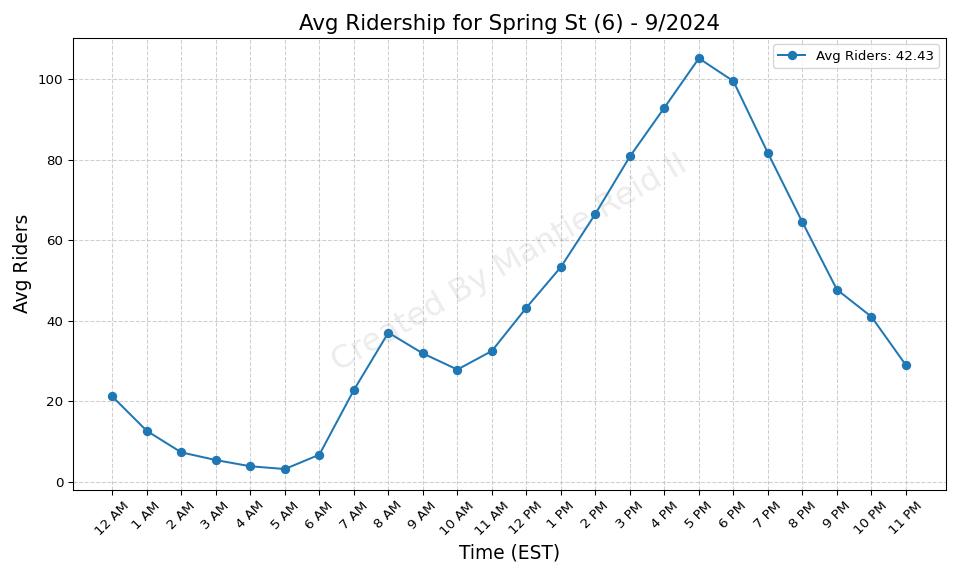 Avg Ridership for Spring St (6) - 9/2024
Avg Riders: 42.43
Avg Riders
100
80
60
40
20
0
Created By Mantie Reid II
12 AM
1 AM
2 AM
3 AM
4 AM
5 AM
6 AM
7 AM
8 AM
9 AM
10 AM
11 AM
12 PM
1 PM
2 PM
3 PM
4 PM
5 PM
6 PM
7 PM
8 PM
9 PM
10 PM
11 PM
Time (EST)